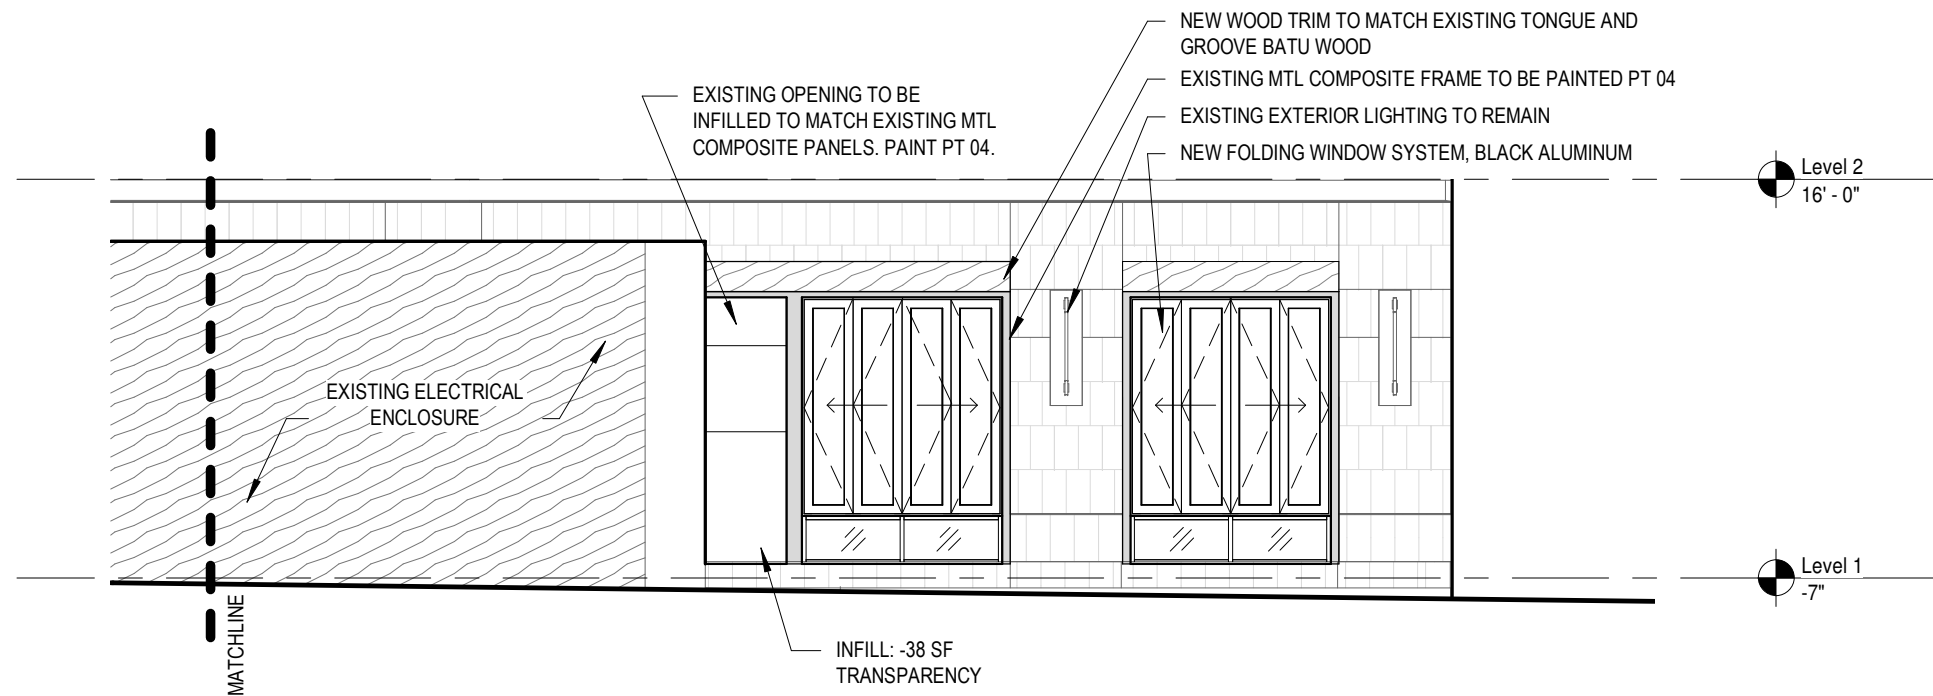 NEW WOOD TRIM TO MATCH EXISTING TONGUE AND
GROOVE BATU WOOD
EXISTING MTL COMPOSITE FRAME TO BE PAINTED PT 04
EXISTING EXTERIOR LIGHTING TO REMAIN
NEW FOLDING WINDOW SYSTEM, BLACK ALUMINUM
EXISTING OPENING TO BE
INFILLED TO MATCH EXISTING MTL
COMPOSITE PANELS. PAINT PT 04.
Level 2
16' - 0"
EXISTING ELECTRICAL
ENCLOSURE
Level 1
-7"
MATCHLINE
INFILL: -38 SF
TRANSPARENCY